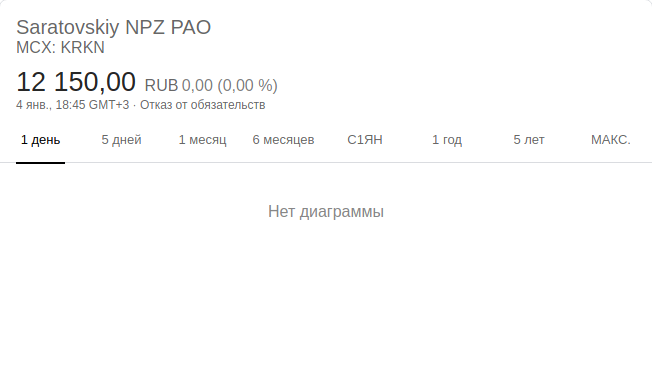 Saratovskiy NPZ PAO
MCX: KRKN
12 150,00 RUB 0,00 (0,00 %)
4 янв., 18:45 GMT+3 · Отказ от обязательств
1 день 5 дней 1 месяц 6 месяцев С1ЯН 1 год 5 лет МАКС.
Нет диаграммы